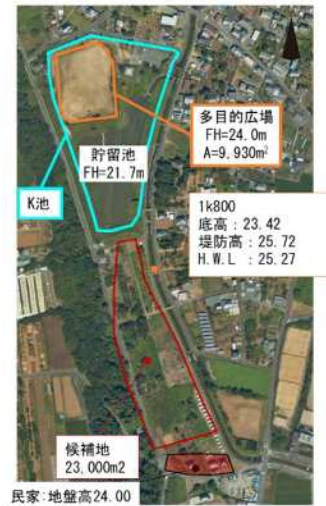 多目的広場
FH=24.0m
A=9,930m²
貯留池
FH=21.7m
K池
1k800
底高：23.42
堤防高：25.72
H.W.L ：25.27
候補地
23.000m2
民家:地盤高24.00